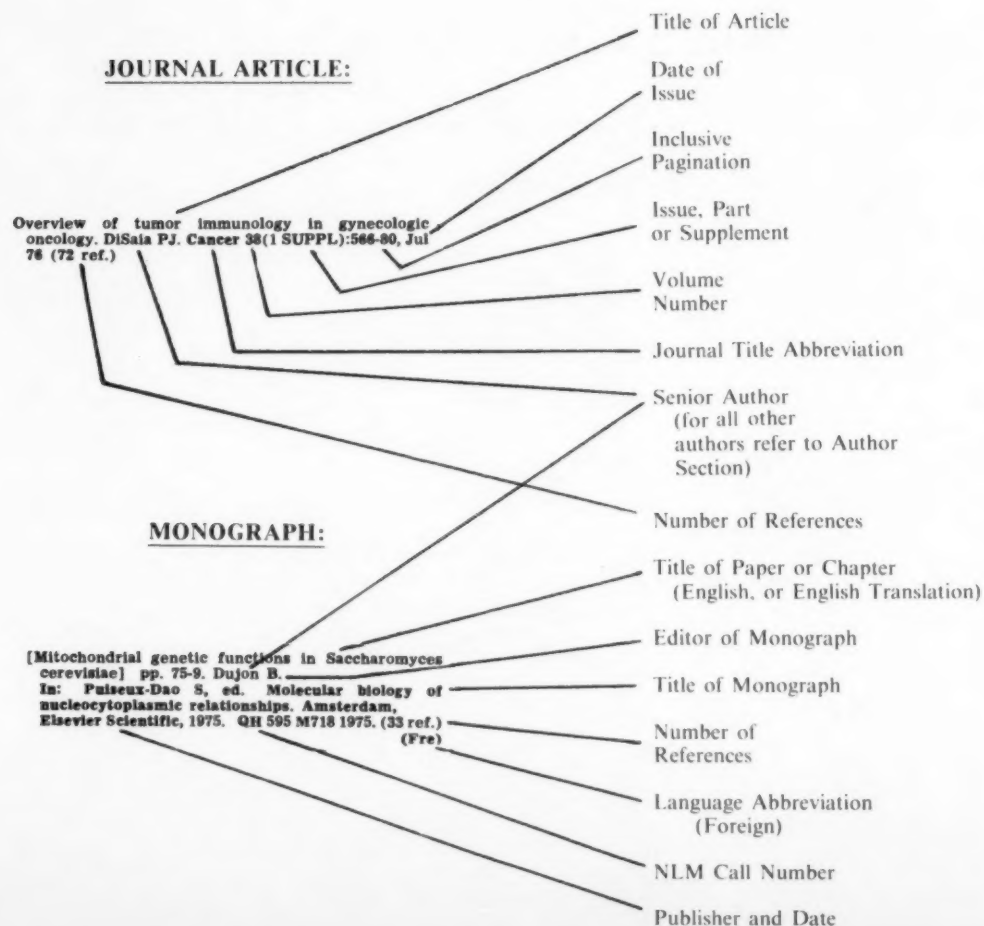 Title of Article
JOURNAL ARTICLE:
Date of
Issue
Inclusive
Pagination
Overview of tumor immunology in gynecologic
oncology. DiSaia PJ. Cancer 38(1 SUPPL):566-80, Jul
76 (72 ref.)
Issue, Part
or Supplement
Volume
Number
Journal Title Abbreviation
Senior Author
(for all other
authors refer to Author
Section)
Number of References
MONOGRAPH:
Title of Paper or Chapter
(English, or English Translation)
Editor of Monograph
[Mitochondrial genetic functions in Saccharomyces
cerevisiae] pp. 75-9. Dujon B.
In: Puiseux-Dao S, ed. Molecular biology of
nucleocytoplasmic relationships. Amsterdam,
Elsevier Scientific, 1975. QH 595 M718 1975. (33 ref.)
(Fre)
Title of Monograph
Number of
References
Language Abbreviation
(Foreign)
NLM Call Number
Publisher and Date